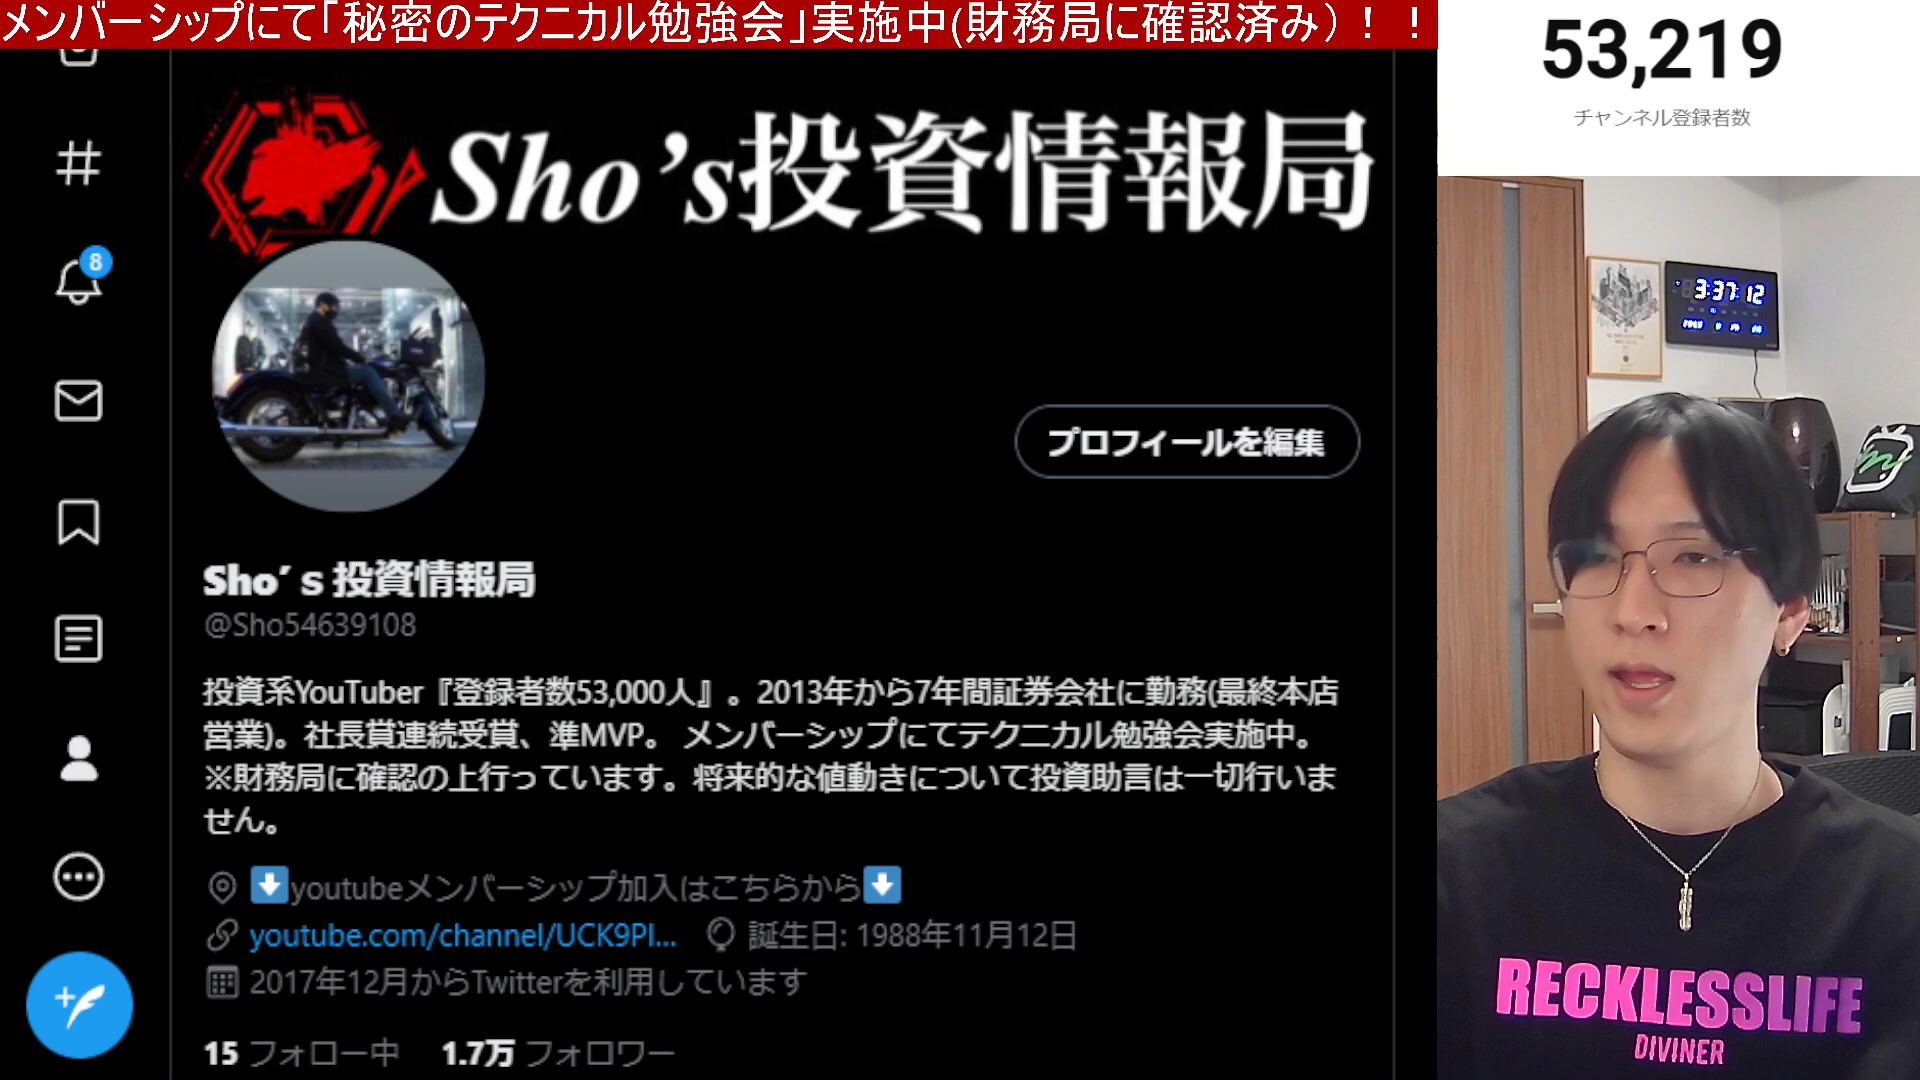 メンバーシップにて「秘密のテクニカル勉強会」実施中(財務局に確認済み）！！
53,219
チャンネル登録者数
Sho's投資情報局
8
3:37:12
プロフィールを編集
Sho′ｓ投資情報局
@Sho54639108
投資系YouTuber『登録者数53,000人』。2013年から7年間証券会社に勤務(最終本店
営業)。社長賞連続受賞、準MVP。 メンバーシップにてテクニカル勉強会実施中。
※財務局に確認の上行っています。将来的な値動きについて投資助言は一切行いま
せん。
youtubeメンバーシップ加入はこちらから
youtube.com/channel/UCK9PI...
誕生日: 1988年11月12日
2017年12月からTwitterを利用しています
15 フォロー中 1.7万 フォロワー
RECKLESSLIFE
DIVINER